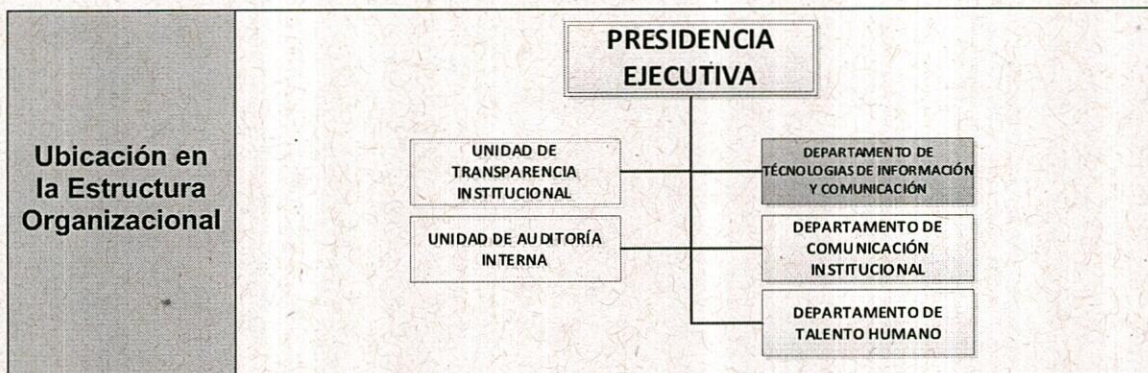 Ubicación en
la Estructura
Organizacional
PRESIDENCIA
EJECUTIVA
UNIDAD DE
TRANSPARENCIA
INSTITUCIONAL
DEPARTAMENTO DE
TÉCNOLOGIAS DE INFORMACIÓN
Y COMUNICACIÓN
UNIDAD DE AUDITORÍA
INTERNA
DEPARTAMENTO DE
COMUNICACIÓN
INSTITUCIONAL
DEPARTAMENTO DE
TALENTO HUMANO